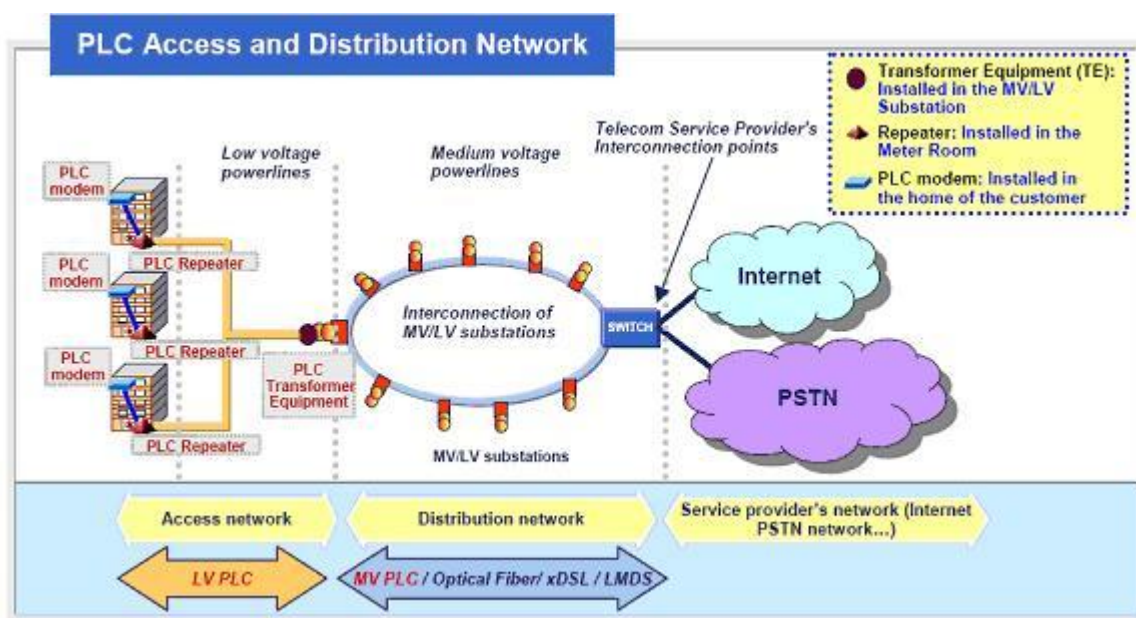 PLC Access and Distribution Network
Transformer Equipment (TE):
Installed in the MV/LV
Substation
Repeater: Installed in the
Meter Room
PLC modem: Installed in
the home of the customer
Telecom Service Provider's
Interconnection points
Low voltage
powerlines
Medium voltage
powerlines
PLC
modem
PLC Repeater
PLC
modem
PLC Repeater
PLC
modem
PLC Repeater
PLC
Transformer
Equipment
Interconnection of
MV/LV substations
SWITCH
Internet
PSTN
MV/LV substations
Access network
Distribution network
Service provider's network (Internet
PSTN network...)
LV PLC
MV PLC / Optical Fiber/ xDSL / LMDS